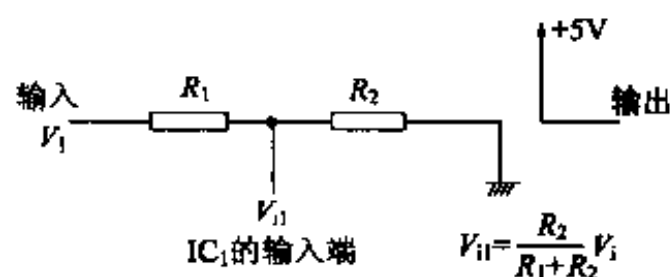 +5V
输入 R₁ R₂ 输出
V₁
Vᵢ₁
IC₁的输入端 Vᵢ₁=R₂/(R₁+R₂) Vᵢ